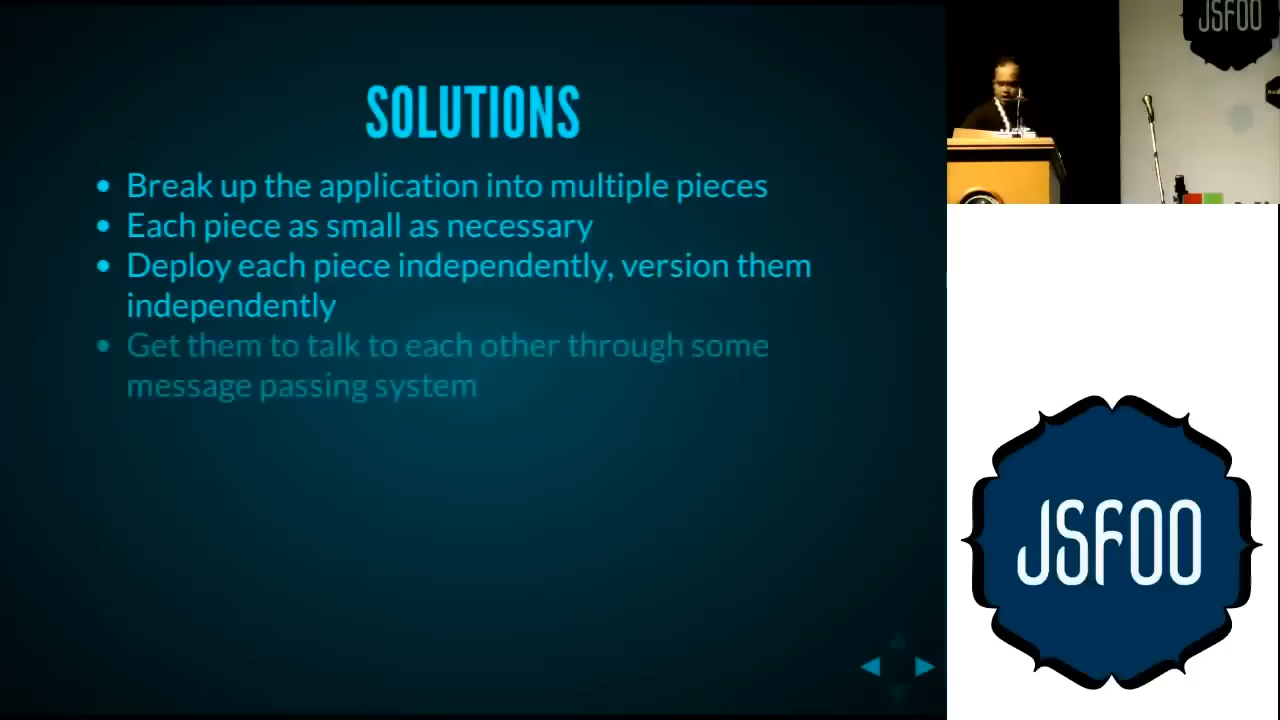 SOLUTIONS
• Break up the application into multiple pieces
• Each piece as small as necessary
• Deploy each piece independently, version them
independently
• Get them to talk to each other through some
message passing system
JSFOO
JSFOO